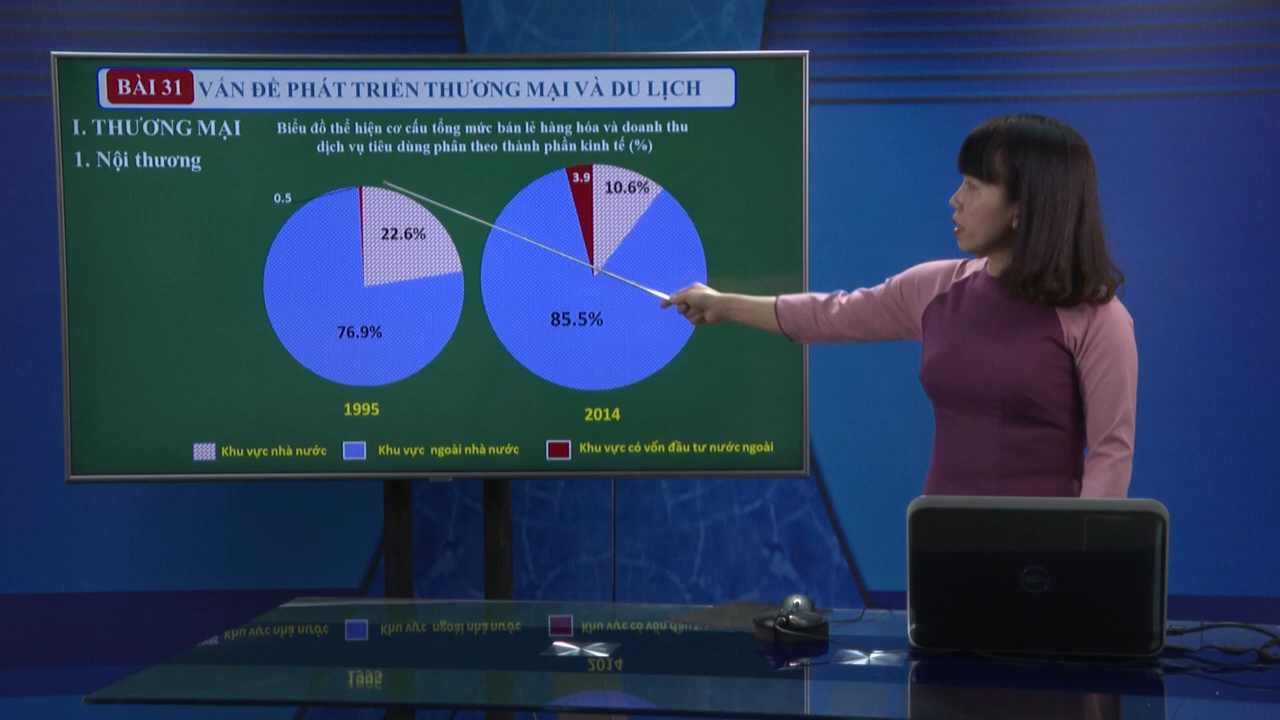 BÀI 31 VẤN ĐỀ PHÁT TRIỂN THƯƠNG MẠI VÀ DU LỊCH
I. THƯƠNG MẠI
1. Nội thương
Biểu đồ thể hiện cơ cấu tổng mức bán lẻ hàng hóa và doanh thu
dịch vụ tiêu dùng phân theo thành phần kinh tế (%)
0.5
22.6%
76.9%
1995
3.9
10.6%
85.5%
2014
Khu vực nhà nước
Khu vực ngoài nhà nước
Khu vực có vốn đầu tư nước ngoài